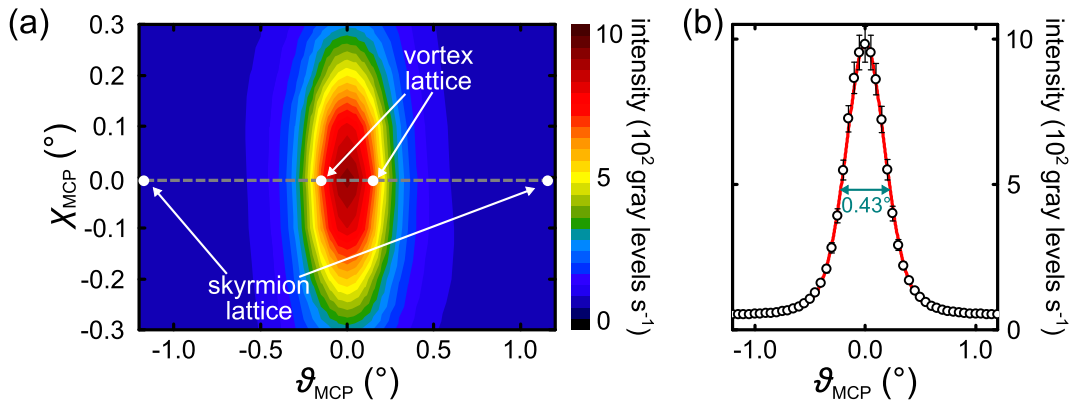 (a)
0.3
0.2
0.1
0.0
-0.1
-0.2
-0.3
χMCP (°)
vortex
lattice
skyrmion
lattice
-1.0
-0.5
0.0
0.5
1.0
ϑMCP (°)
10
5
0
intensity (10² gray levels s⁻¹)
(b)
0.43°
-1.0
0.0
1.0
ϑMCP (°)
10
5
0
intensity (10² gray levels s⁻¹)